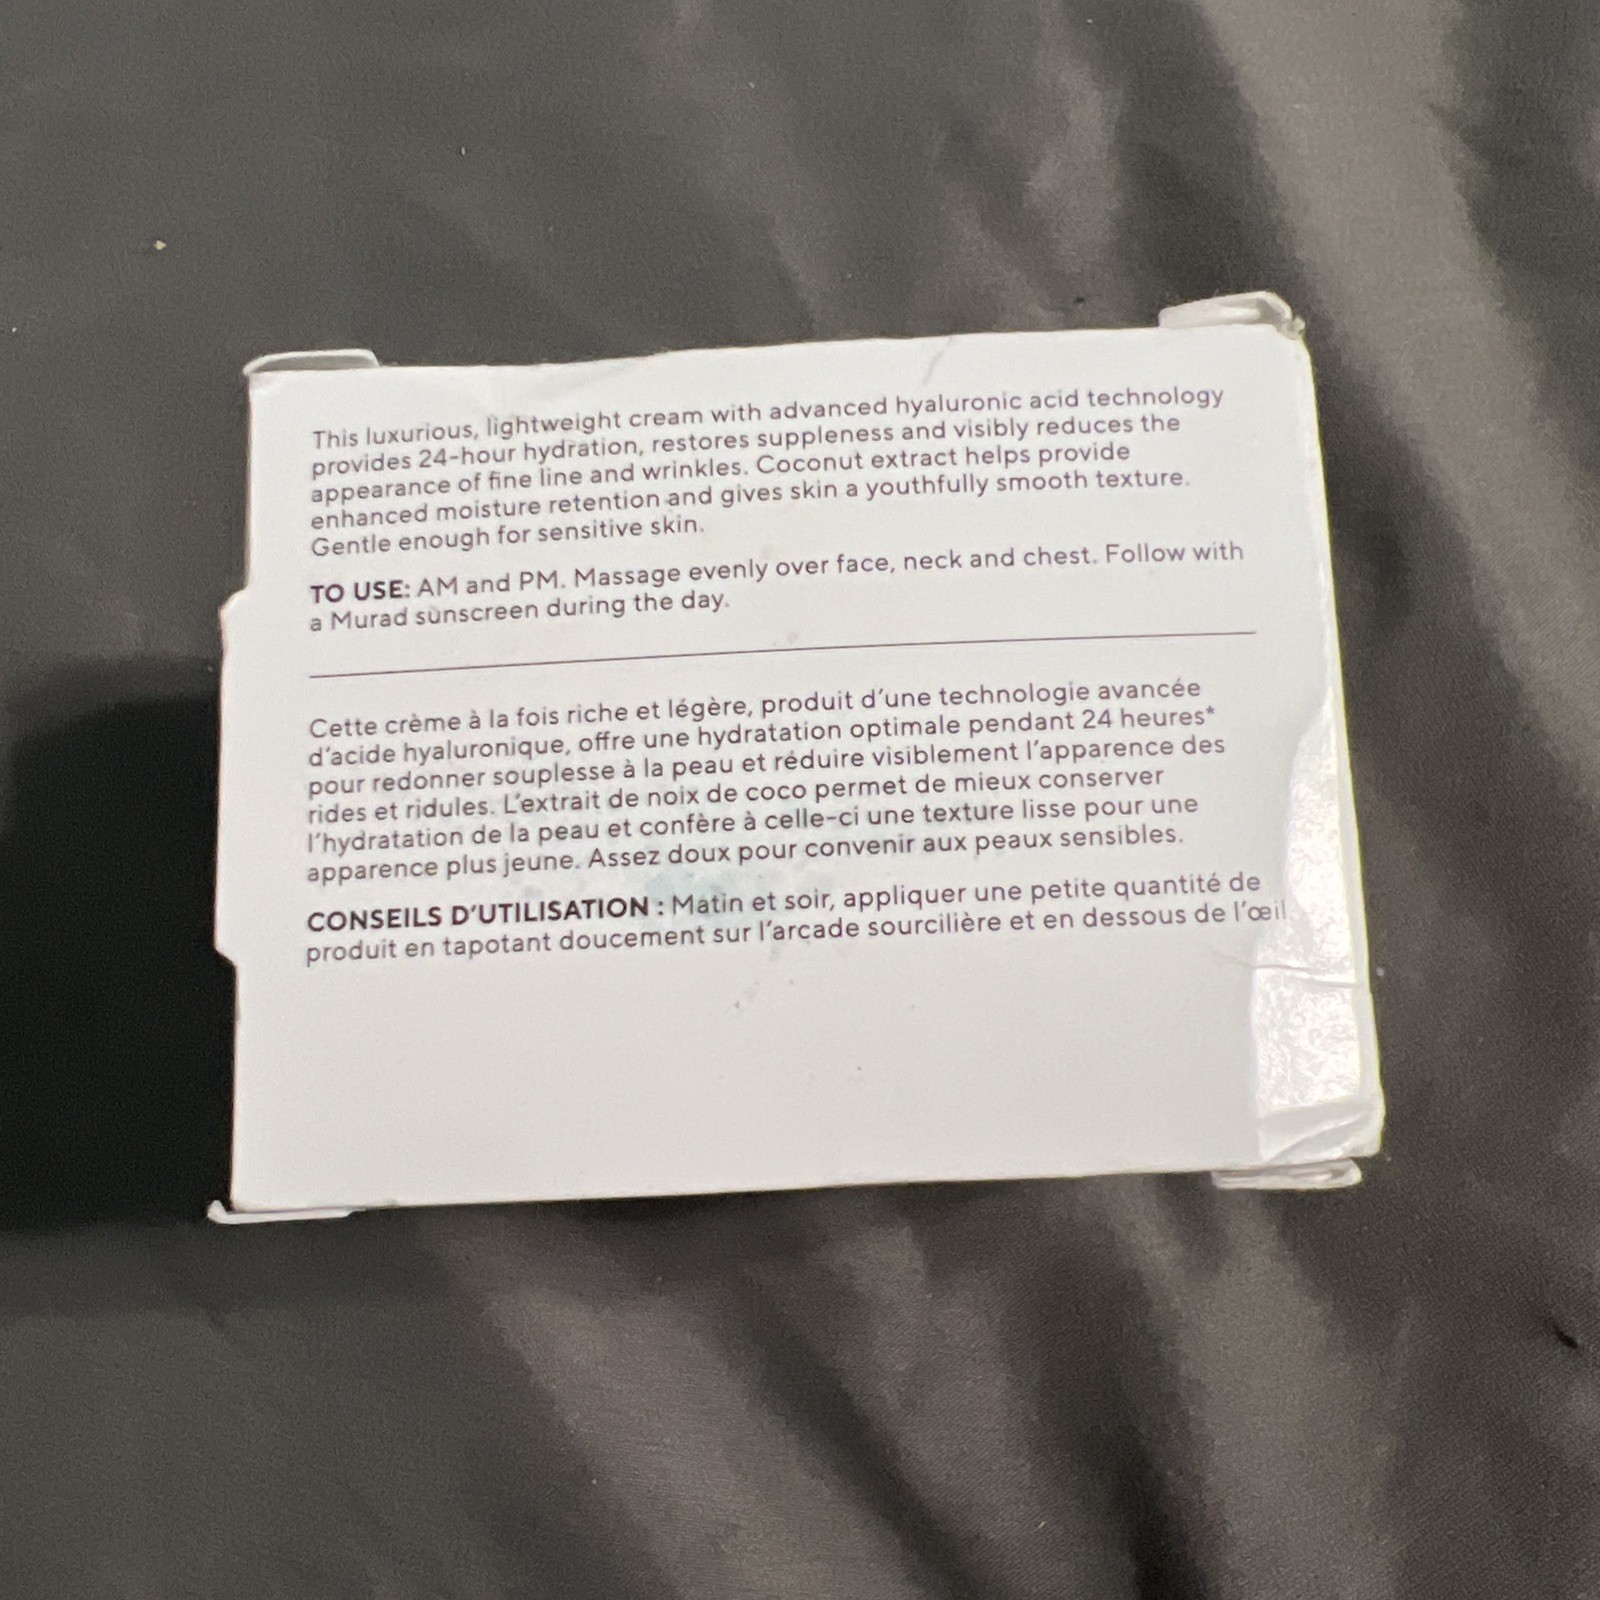 This luxurious, lightweight cream with advanced hyaluronic acid technology
provides 24-hour hydration, restores suppleness and visibly reduces the
appearance of fine line and wrinkles. Coconut extract helps provide
enhanced moisture retention and gives skin a youthfully smooth texture.
Gentle enough for sensitive skin.
TO USE: AM and PM. Massage evenly over face, neck and chest. Follow with
a Murad sunscreen during the day.
Cette crème à la fois riche et légère, produit d'une technologie avancée
d'acide hyaluronique, offre une hydratation optimale pendant 24 heures*
pour redonner souplesse à la peau et réduire visiblement l'apparence des
rides et ridules. L'extrait de noix de coco permet de mieux conserver
l'hydratation de la peau et confère à celle-ci une texture lisse pour une
apparence plus jeune. Assez doux pour convenir aux peaux sensibles.
CONSEILS D'UTILISATION : Matin et soir, appliquer une petite quantité de
produit en tapotant doucement sur l'arcade sourcilière et en dessous de l'œil.